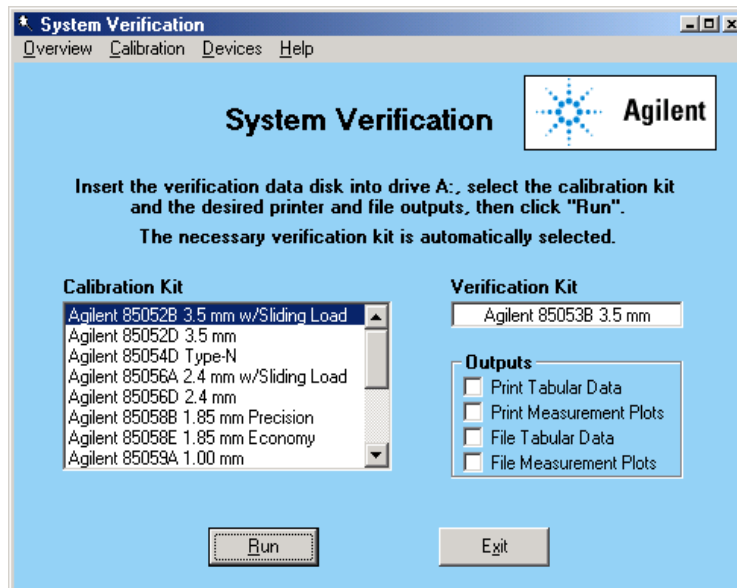 System Verification
Overview Calibration Devices Help
System Verification
Agilent
Insert the verification data disk into drive A:, select the calibration kit
and the desired printer and file outputs, then click "Run".
The necessary verification kit is automatically selected.
Calibration Kit
Agilent 85052B 3.5 mm w/Sliding Load
Agilent 85052D 3.5 mm
Agilent 85054D Type-N
Agilent 85056A 2.4 mm w/Sliding Load
Agilent 85056D 2.4 mm
Agilent 85058B 1.85 mm Precision
Agilent 85058E 1.85 mm Economy
Agilent 85059A 1.00 mm
Verification Kit
Agilent 85053B 3.5 mm
Outputs
Print Tabular Data
Print Measurement Plots
File Tabular Data
File Measurement Plots
Run
Exit